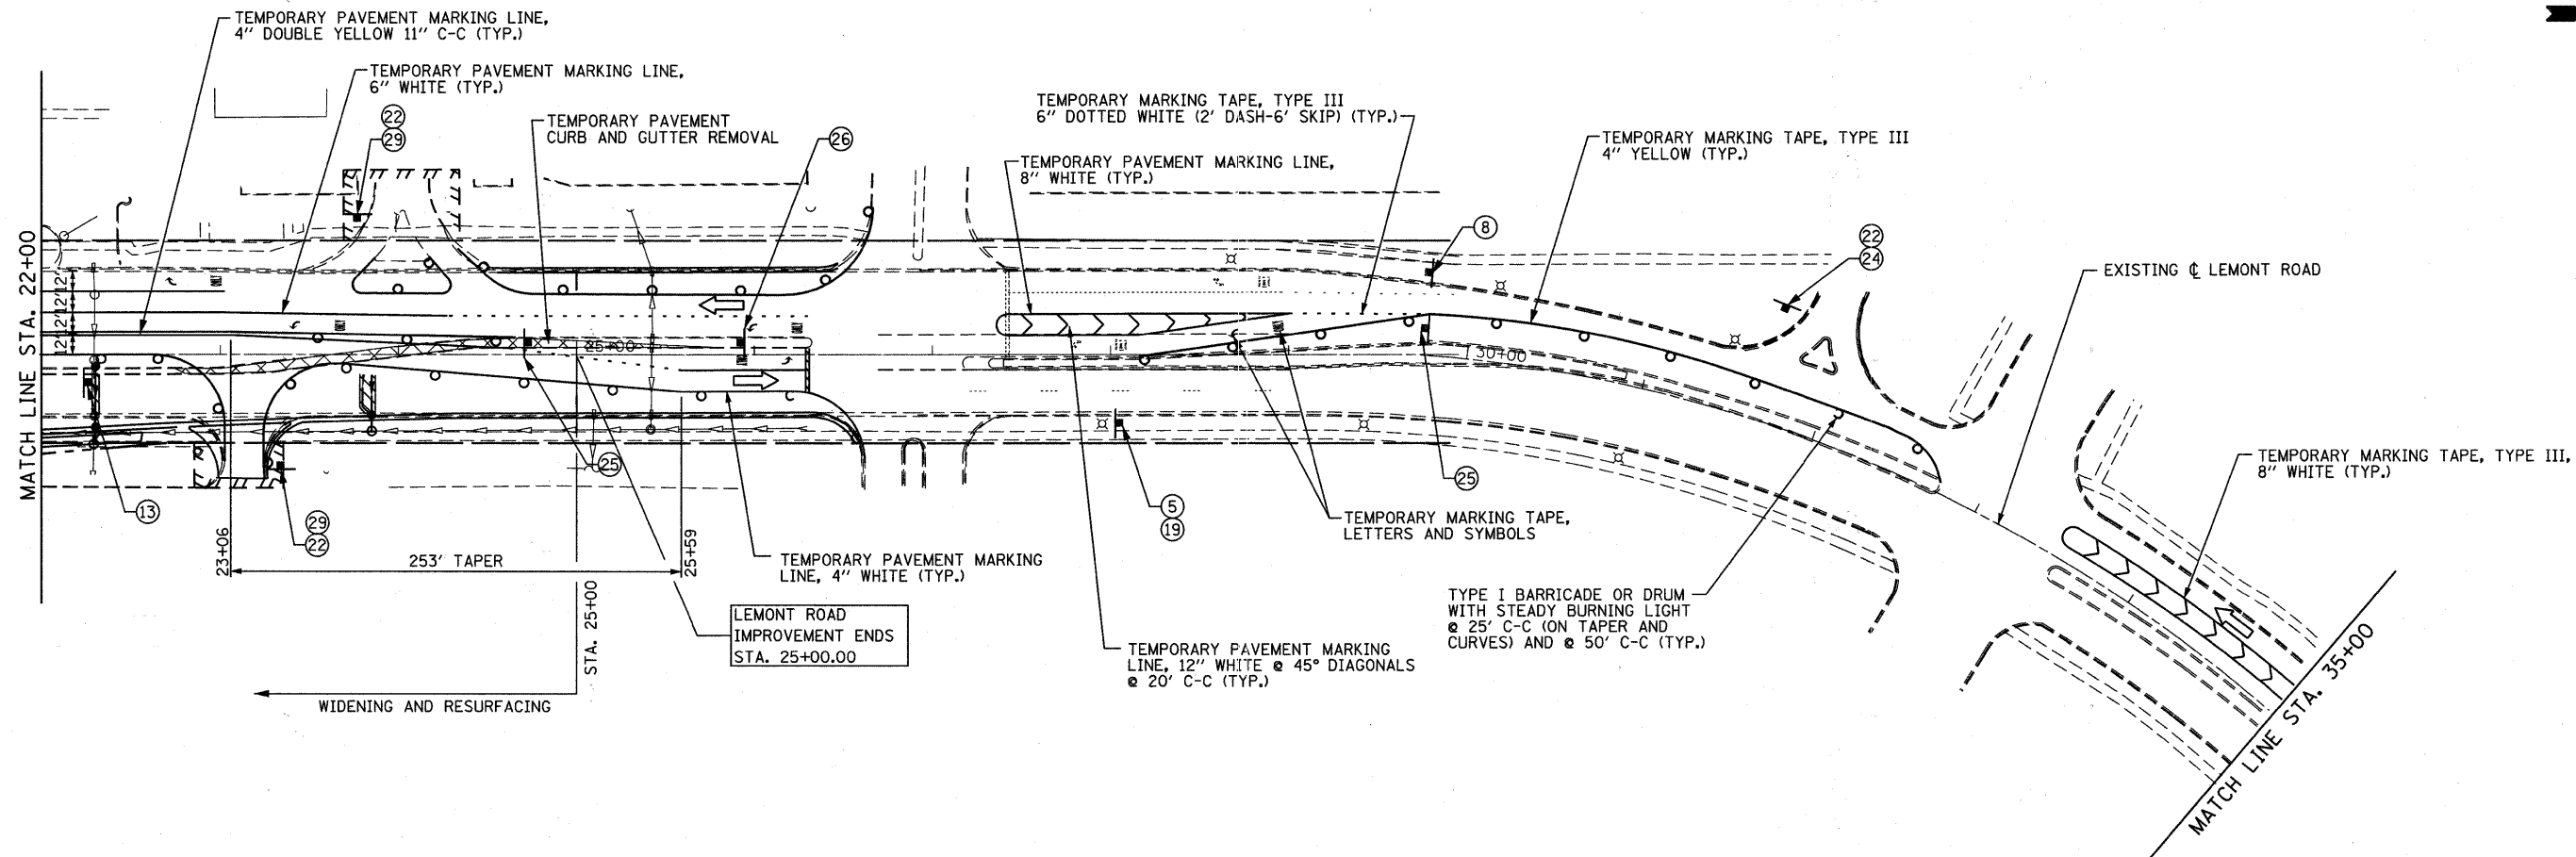 TEMPORARY PAVEMENT MARKING LINE,
4" DOUBLE YELLOW 11" C-C (TYP.)
TEMPORARY PAVEMENT MARKING LINE,
6" WHITE (TYP.)
22
29
TEMPORARY PAVEMENT
CURB AND GUTTER REMOVAL
26
TEMPORARY MARKING TAPE, TYPE III
6" DOTTED WHITE (2' DASH-6' SKIP) (TYP.)
TEMPORARY PAVEMENT MARKING LINE,
8" WHITE (TYP.)
TEMPORARY MARKING TAPE, TYPE III
4" YELLOW (TYP.)
8
22
24
EXISTING ℄ LEMONT ROAD
MATCH LINE STA. 22+00
12'
12'
12'
12'
25+00
30+00
13
29
22
25
25
5
19
23+06
253' TAPER
25+59
STA. 25+00
TEMPORARY PAVEMENT MARKING
LINE, 4" WHITE (TYP.)
LEMONT ROAD
IMPROVEMENT ENDS
STA. 25+00.00
WIDENING AND RESURFACING
TEMPORARY MARKING TAPE,
LETTERS AND SYMBOLS
TEMPORARY PAVEMENT MARKING
LINE, 12" WHITE @ 45° DIAGONALS
@ 20' C-C (TYP.)
TYPE I BARRICADE OR DRUM
WITH STEADY BURNING LIGHT
@ 25' C-C (ON TAPER AND
CURVES) AND @ 50' C-C (TYP.)
TEMPORARY MARKING TAPE, TYPE III,
8" WHITE (TYP.)
MATCH LINE STA. 35+00